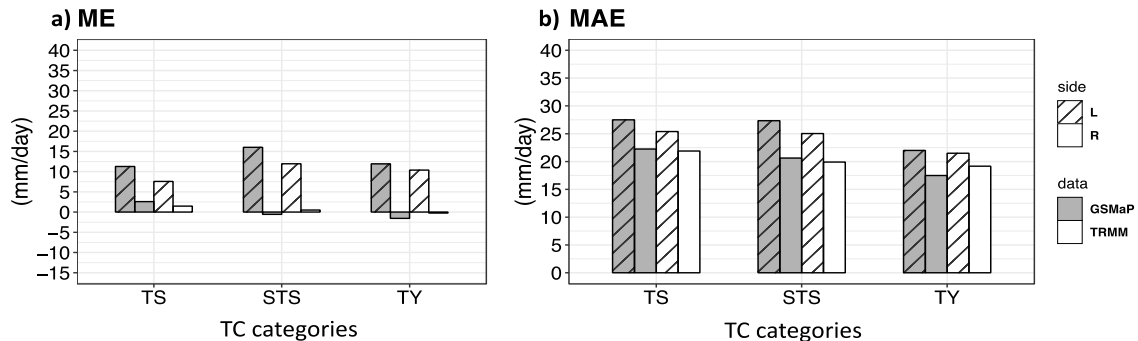 a) ME
40
35
30
25
20
15
10
5
0
−5
−10
−15
(mm/day)
TS STS TY
TC categories
b) MAE
40
35
30
25
20
15
10
5
0
(mm/day)
TS STS TY
TC categories
side
L
R
data
GSMaP
TRMM